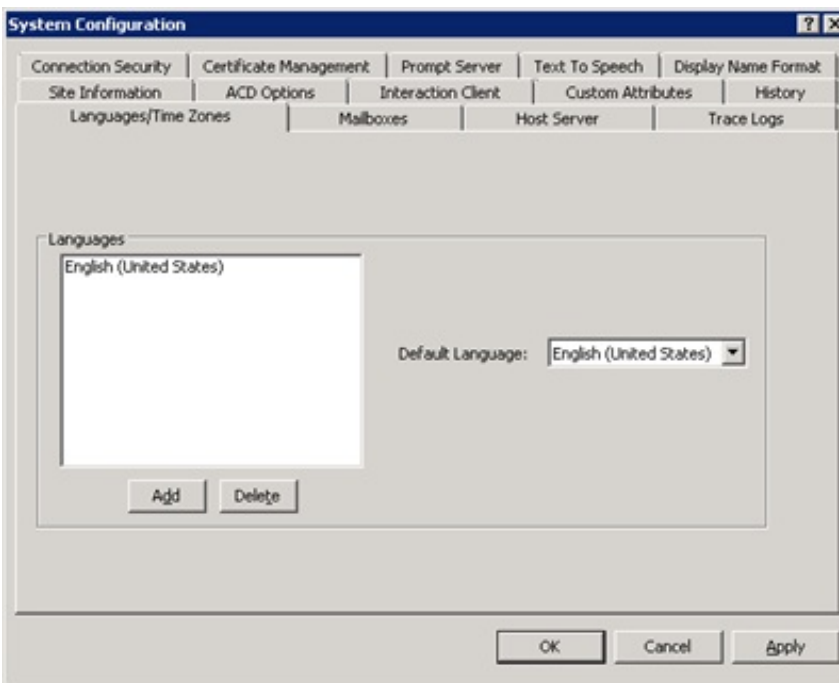 System Configuration
Connection Security Certificate Management Prompt Server Text To Speech Display Name Format
Site Information ACD Options Interaction Client Custom Attributes History
Languages/Time Zones Mailboxes Host Server Trace Logs
Languages
English (United States)
Default Language: English (United States)
Add Delete
OK Cancel Apply